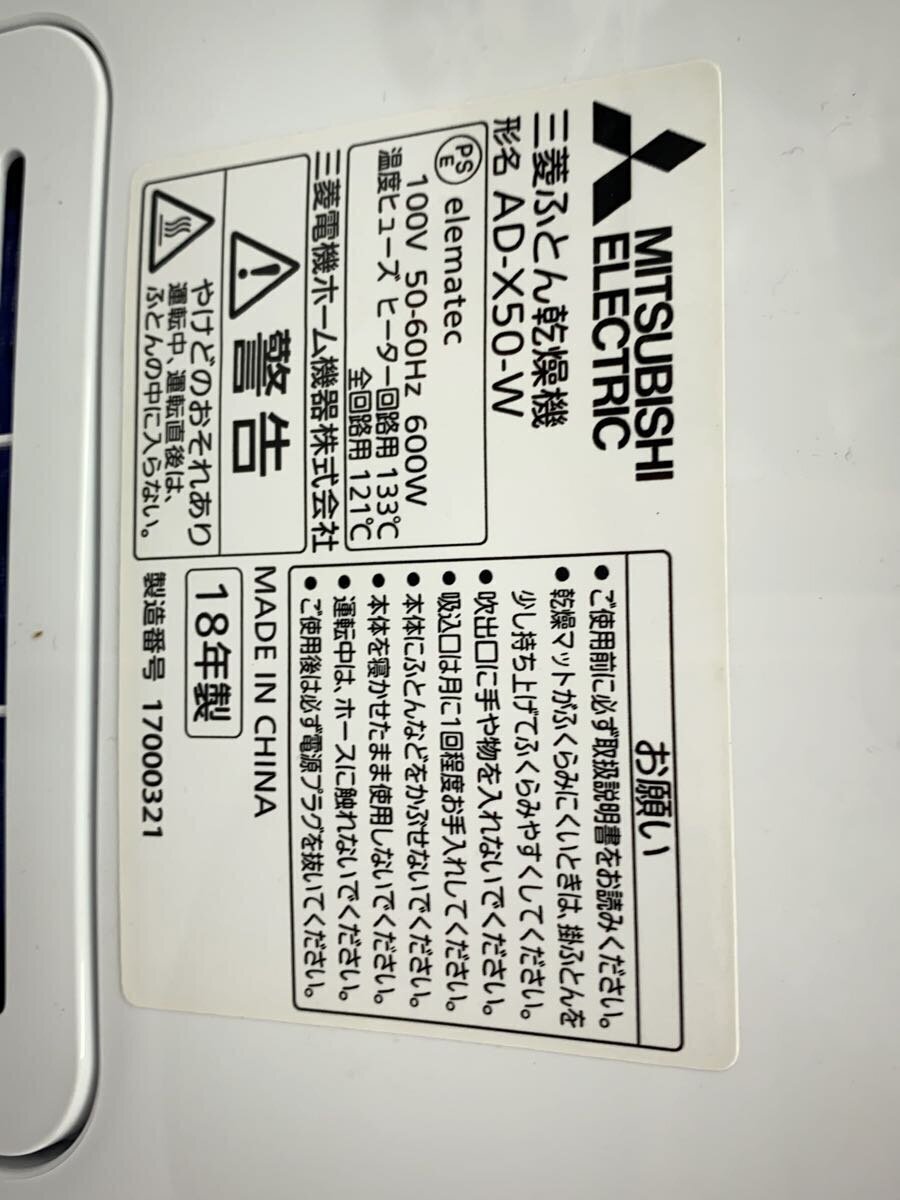 MITSUBISHI
ELECTRIC
三菱ふとん乾燥機
形名 AD-X50-W
PS
E
elematec
100V 50-60Hz 600W
温度ヒューズ ヒーター回路用 133℃
全回路用 121℃
三菱電機ホーム機器株式会社
警告
やけどのおそれあり
運転中、運転直後は、
ふとんの中に入らない。
お願い
●ご使用前に必ず取扱説明書をお読みください。
●乾燥マットがふくらみにくいときは、掛ふとんを
少し持ち上げてふくらみやすくしてください。
●吹出口に手や物を入れないでください。
●吸込口は月に1回程度お手入れしてください。
●本体にふとんなどをかぶせないでください。
●本体を寝かせたまま使用しないでください。
●運転中は、ホースに触れないでください。
●ご使用後は必ず電源プラグを抜いてください。
MADE IN CHINA
18年製
製造番号 17000321